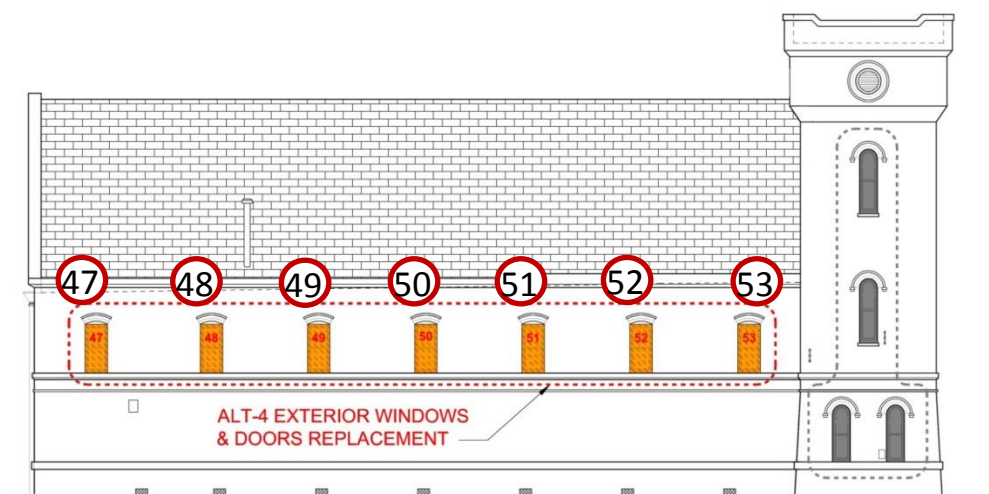 47 48 49 50 51 52 53
47 48 49 50 51 52 53
ALT-4 EXTERIOR WINDOWS
& DOORS REPLACEMENT